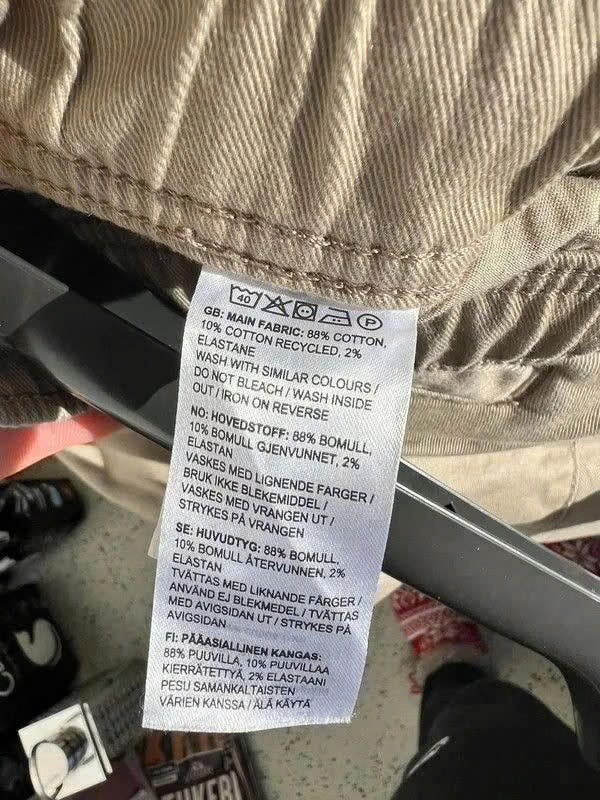 40 P
GB: MAIN FABRIC: 88% COTTON,
10% COTTON RECYCLED, 2%
ELASTANE
WASH WITH SIMILAR COLOURS /
DO NOT BLEACH / WASH INSIDE
OUT / IRON ON REVERSE
NO: HOVEDSTOFF: 88% BOMULL,
10% BOMULL GJENVUNNET, 2%
ELASTAN
VASKES MED LIGNENDE FARGER /
BRUK IKKE BLEKEMIDDEL /
VASKES MED VRANGEN UT /
STRYKES PÅ VRANGEN
SE: HUVUDTYG: 88% BOMULL,
10% BOMULL ÅTERVUNNEN, 2%
ELASTAN
TVÄTTAS MED LIKNANDE FÄRGER /
ANVÄND EJ BLEKMEDEL / TVÄTTAS
MED AVIGSIDAN UT / STRYKES PÅ
AVIGSIDAN
FI: PÄÄASIALLINEN KANGAS:
88% PUUVILLA, 10% PUUVILLAA
KIERRÄTETTYÄ, 2% ELASTAANI
PESU SAMANKALTAISTEN
VÄRIEN KANSSA / ÄLÄ KÄYTÄ